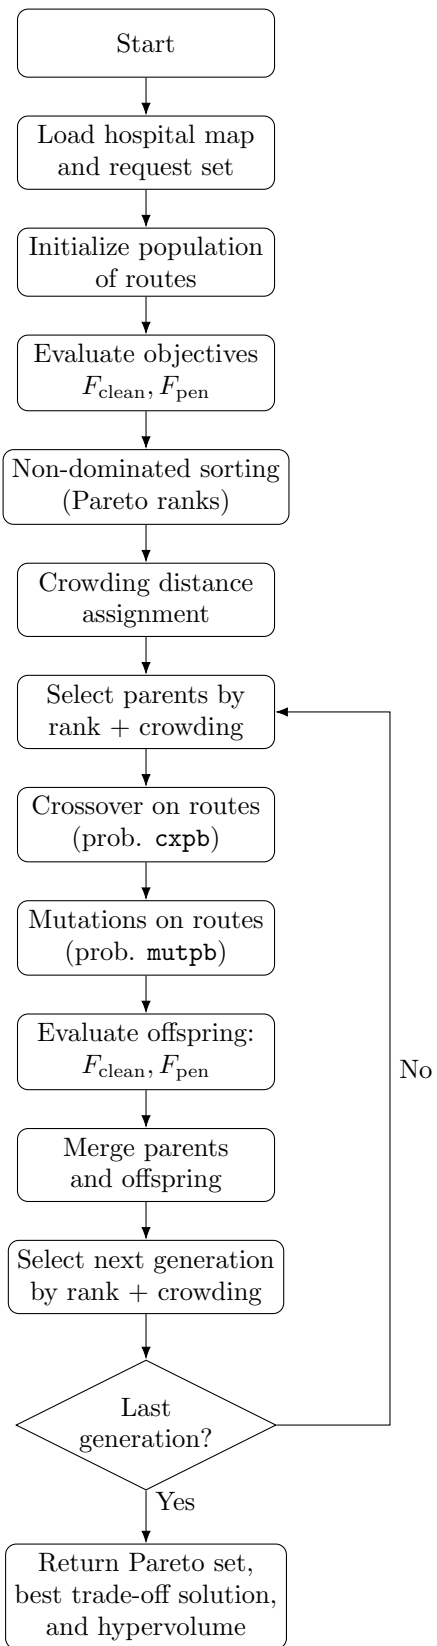 Start
Load hospital map
and request set
Initialize population
of routes
Evaluate objectives
F_clean, F_pen
Non-dominated sorting
(Pareto ranks)
Crowding distance
assignment
Select parents by
rank + crowding
Crossover on routes
(prob. cxpb)
Mutations on routes
(prob. mutpb)
Evaluate offspring:
F_clean, F_pen
No
Merge parents
and offspring
Select next generation
by rank + crowding
Last
generation?
Yes
Return Pareto set,
best trade-off solution,
and hypervolume